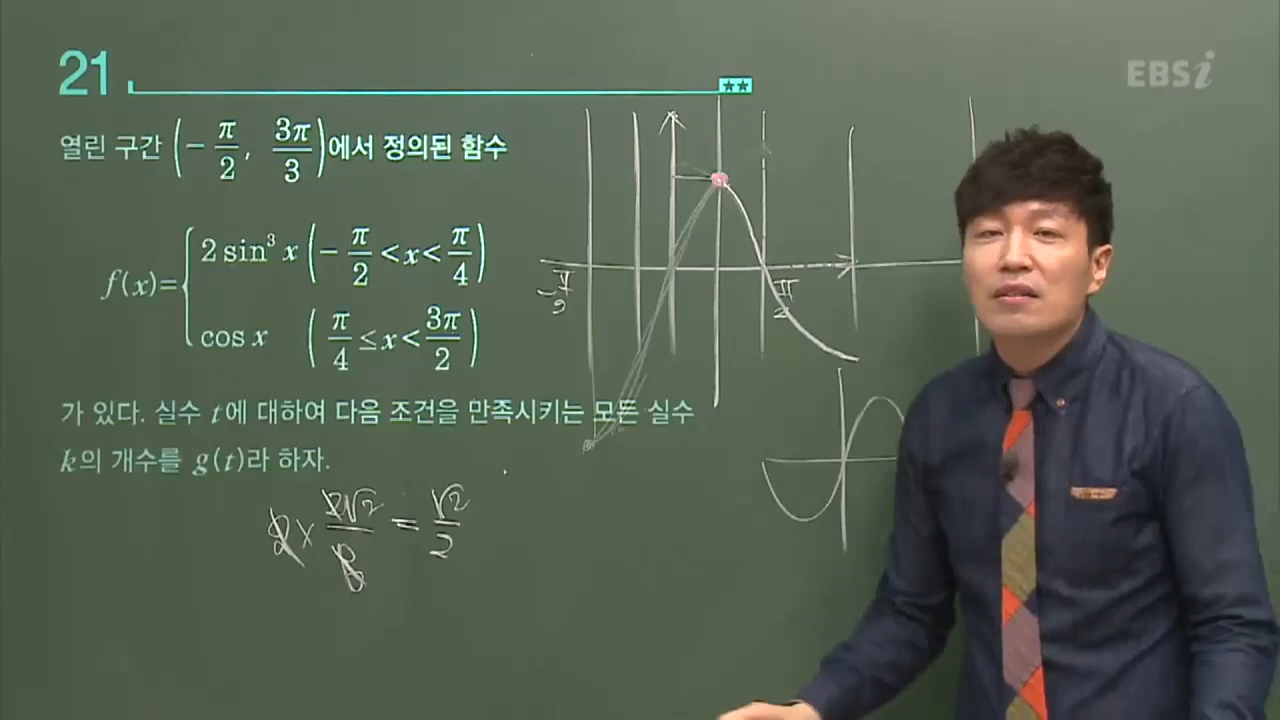 21
★★
EBSi
열린 구간 (-π/2, 3π/3)에서 정의된 함수
f(x)= { 2 sin³ x (-π/2 < x < π/4)
cos x (π/4 ≤ x < 3π/2)
가 있다. 실수 t에 대하여 다음 조건을 만족시키는 모든 실수
k의 개수를 g(t)라 하자.
2 × 2√2/8 = √2/2
-π/2
π/2